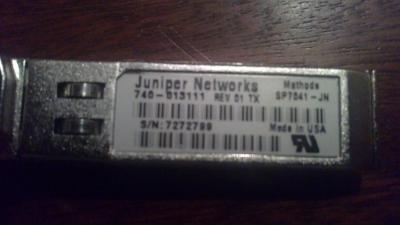 Juniper Networks Methode
740-013111 REV 01 TX SP7041-JN
S/N: 7272799 Made in USA